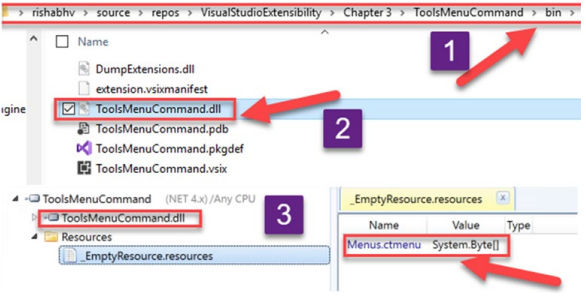 rishabhv > source > repos > VisualStudioExtensibility > Chapter 3 > ToolsMenuCommand > bin >
1
Name
DumpExtensions.dll
extension.vsixmanifest
ToolsMenuCommand.dll
2
ToolsMenuCommand.pdb
ToolsMenuCommand.pkgdef
ToolsMenuCommand.vsix
ToolsMenuCommand (NET 4.x)/Any CPU
ToolsMenuCommand.dll
3
Resources
_EmptyResource.resources
_EmptyResource.resources
Name Value Type
Menus.ctmenu System.Byte[]